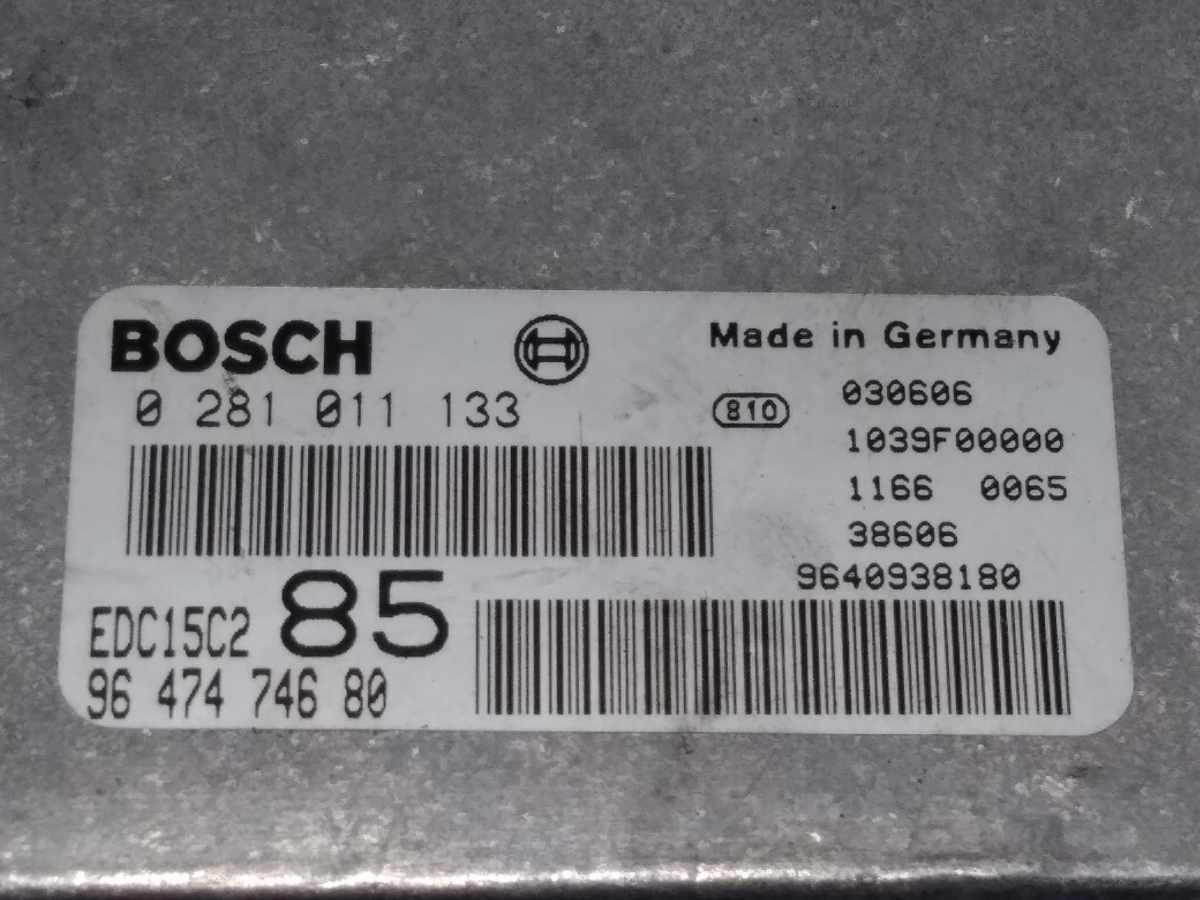 BOSCH
Made in Germany
0 281 011 133
810
030606
1039F00000
1166 0065
38606
9640938180
EDC15C2 85
96 474 746 80